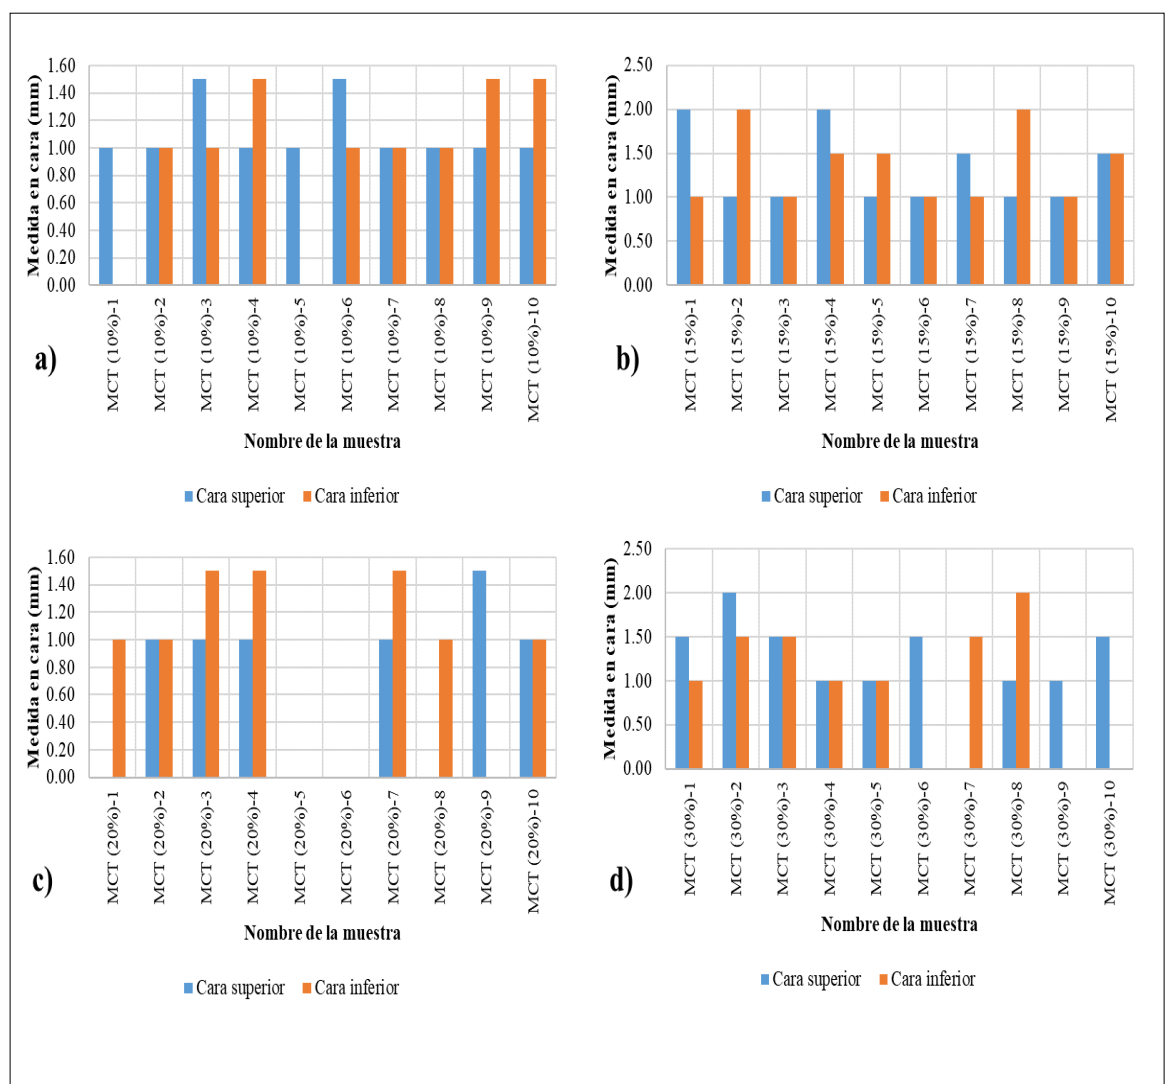 1.60
1.40
1.20
1.00
0.80
0.60
0.40
0.20
0.00
Medida en cara (mm)
MCT (10%)-1
MCT (10%)-2
MCT (10%)-3
MCT (10%)-4
MCT (10%)-5
MCT (10%)-6
MCT (10%)-7
MCT (10%)-8
MCT (10%)-9
MCT (10%)-10
a)
Nombre de la muestra
Cara superior Cara inferior
2.50
2.00
1.50
1.00
0.50
0.00
Medida en cara (mm)
MCT (15%)-1
MCT (15%)-2
MCT (15%)-3
MCT (15%)-4
MCT (15%)-5
MCT (15%)-6
MCT (15%)-7
MCT (15%)-8
MCT (15%)-9
MCT (15%)-10
b)
Nombre de la muestra
Cara superior Cara inferior
1.60
1.40
1.20
1.00
0.80
0.60
0.40
0.20
0.00
Medida en cara (mm)
MCT (20%)-1
MCT (20%)-2
MCT (20%)-3
MCT (20%)-4
MCT (20%)-5
MCT (20%)-6
MCT (20%)-7
MCT (20%)-8
MCT (20%)-9
MCT (20%)-10
c)
Nombre de la muestra
Cara superior Cara inferior
2.50
2.00
1.50
1.00
0.50
0.00
Medida en cara (mm)
MCT (30%)-1
MCT (30%)-2
MCT (30%)-3
MCT (30%)-4
MCT (30%)-5
MCT (30%)-6
MCT (30%)-7
MCT (30%)-8
MCT (30%)-9
MCT (30%)-10
d)
Nombre de la muestra
Cara superior Cara inferior